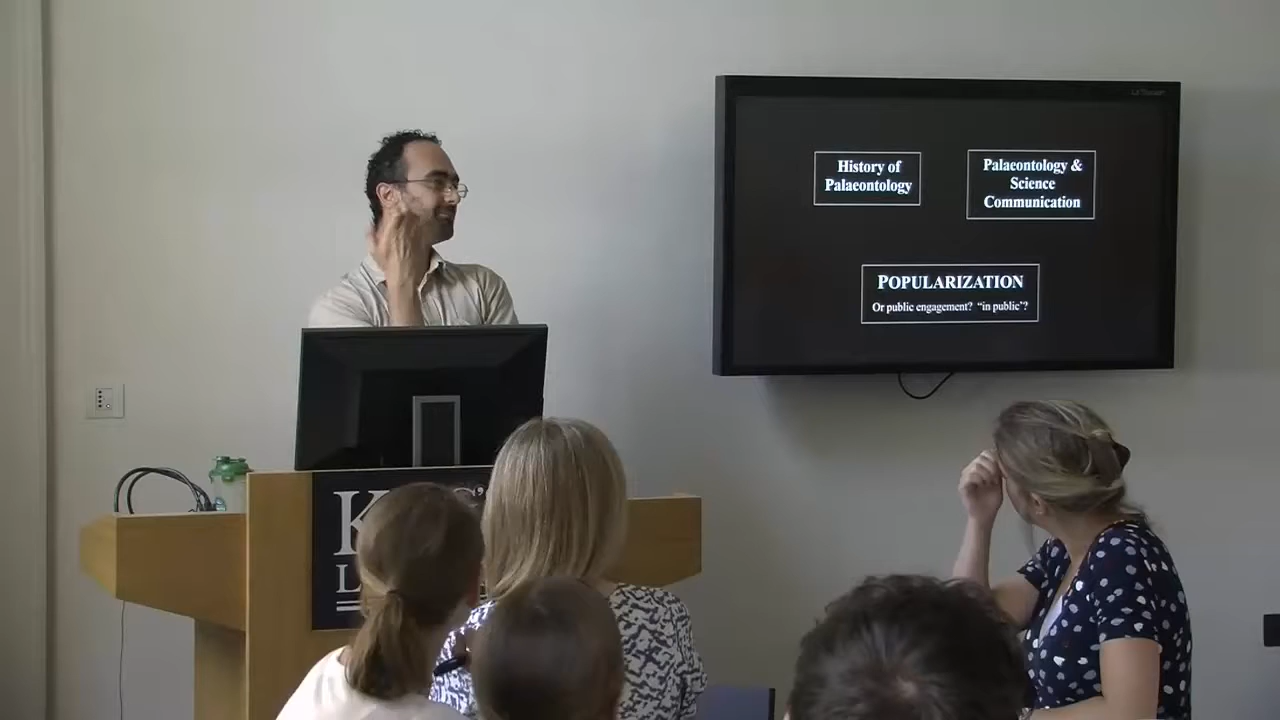 History of
Palaeontology
Palaeontology &
Science
Communication
POPULARIZATION
Or public engagement? "in public"?